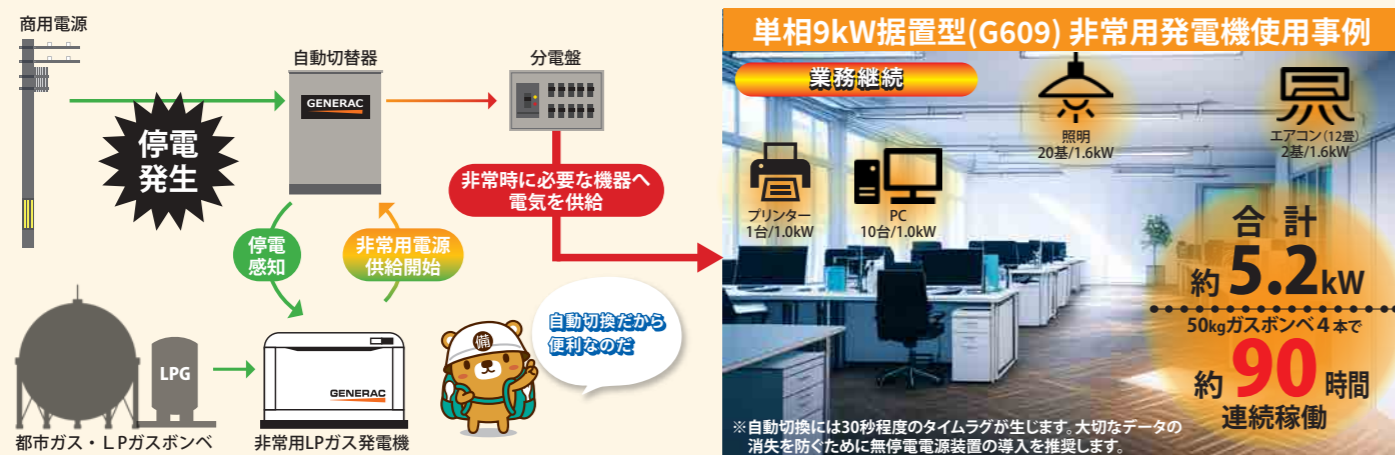 商用電源
自動切替器
分電盤
GENERAC
停電
発生
非常時に必要な機器へ
電気を供給
停電
感知
非常用電源
供給開始
自動切換だから
便利なのだ
備
LPG
GENERAC
都市ガス・LPガスボンベ
非常用LPガス発電機
単相9kW据置型(G609) 非常用発電機使用事例
業務継続
照明
20基/1.6kW
エアコン(12畳)
2基/1.6kW
プリンター
1台/1.0kW
PC
10台/1.0kW
合計
約5.2kW
50kgガスボンベ4本で
約90時間
連続稼働
※自動切換には30秒程度のタイムラグが生じます。大切なデータの
消失を防ぐために無停電電源装置の導入を推奨します。